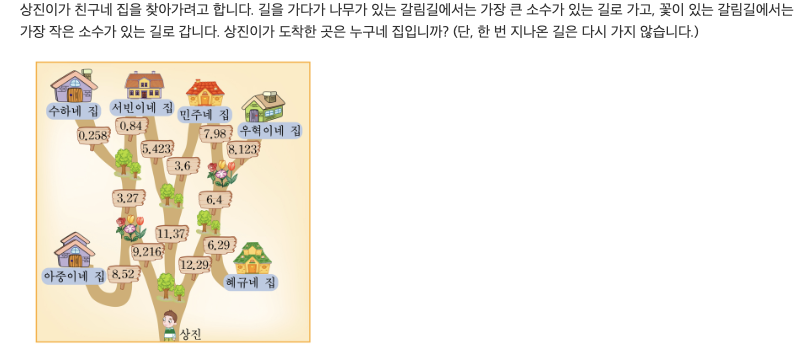 상진이가 친구네 집을 찾아가려고 합니다. 길을 가다가 나무가 있는 갈림길에서는 가장 큰 소수가 있는 길로 가고, 꽃이 있는 갈림길에서는
가장 작은 소수가 있는 길로 갑니다. 상진이가 도착한 곳은 누구네 집입니까? (단, 한 번 지나온 길은 다시 가지 않습니다.)
수하네 집
서민이네 집
민주네 집
우혁이네 집
0.258
0.84
5.423
3.6
7.98
8.123
3.27
6.4
11.37
9.216
6.29
12.29
아중이네 집
8.52
혜규네 집
상진